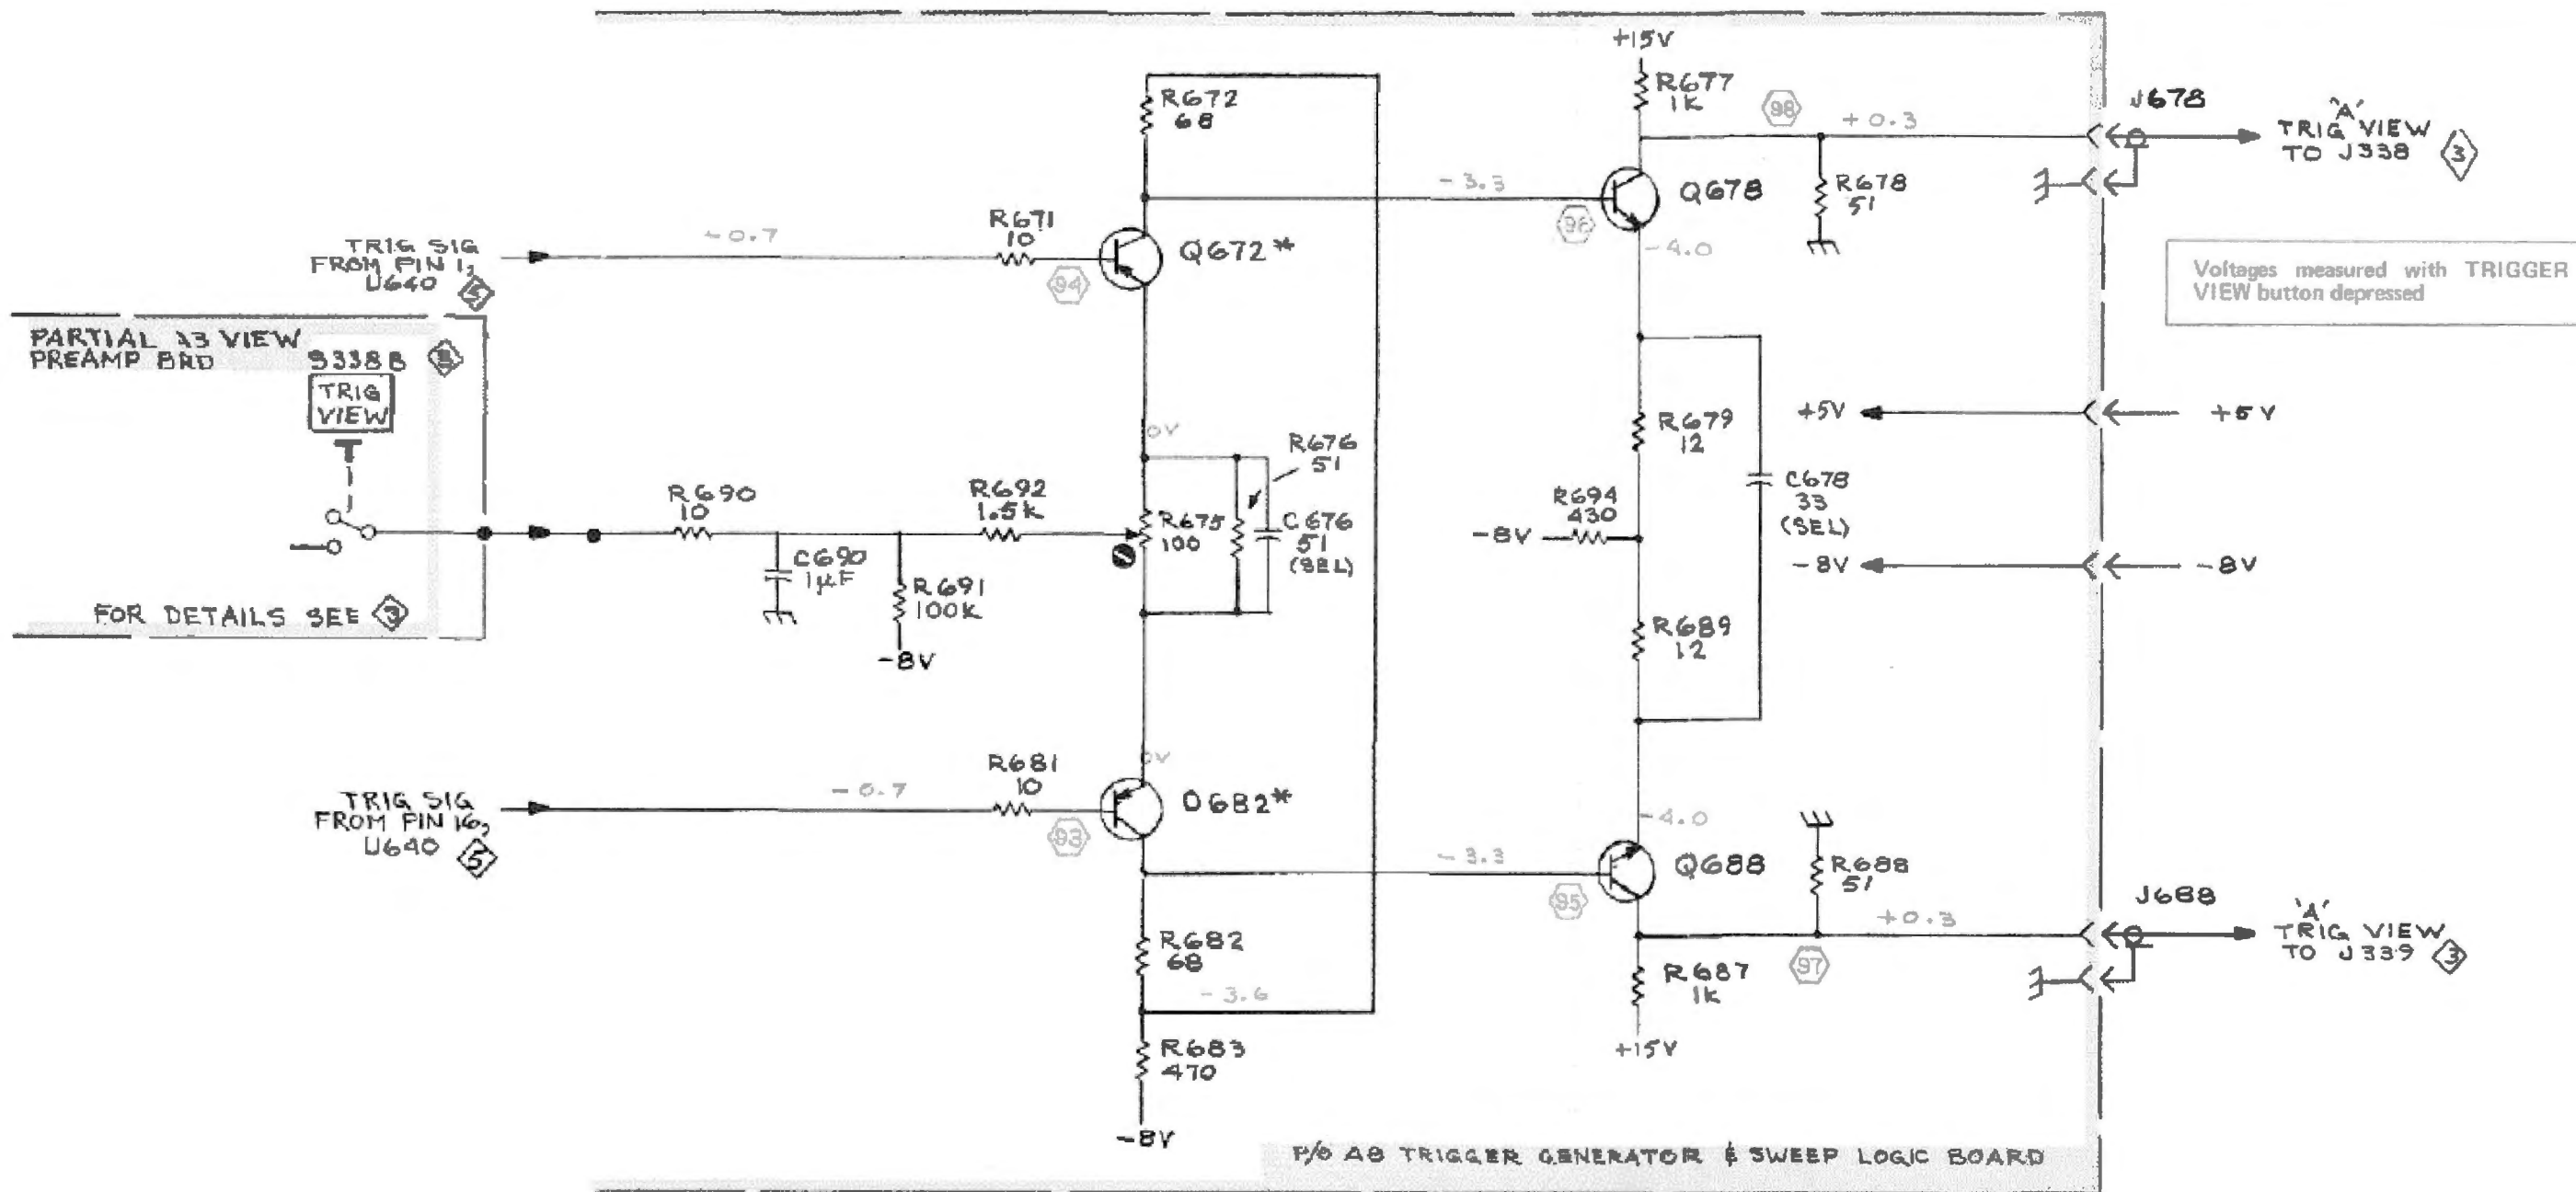 +15V
R677
1K
98
+0.3
J678
'A'
TRIG VIEW
TO J338
3
R672
68
-3.3
96
Q678
-4.0
R678
51
Voltages measured with TRIGGER
VIEW button depressed
TRIG SIG
FROM PIN 1,
U640
5
-0.7
R671
10
94
Q672*
PARTIAL A3 VIEW
PREAMP BRD
S338B
3
TRIG
VIEW
0V
R676
51
R690
10
R692
1.5K
R675
100
C676
51
(SEL)
C690
1µF
R691
100K
-8V
FOR DETAILS SEE 3
R679
12
R694
430
-8V
C678
33
(SEL)
R689
12
+5V
+5V
-8V
-8V
TRIG SIG
FROM PIN 16,
U640
5
-0.7
R681
10
93
0V
Q682*
-3.3
95
-4.0
Q688
R688
51
+0.3
97
J688
'A'
TRIG VIEW
TO J339
3
R682
68
-3.6
R683
470
-8V
R687
1K
+15V
P/O A8 TRIGGER GENERATOR & SWEEP LOGIC BOARD